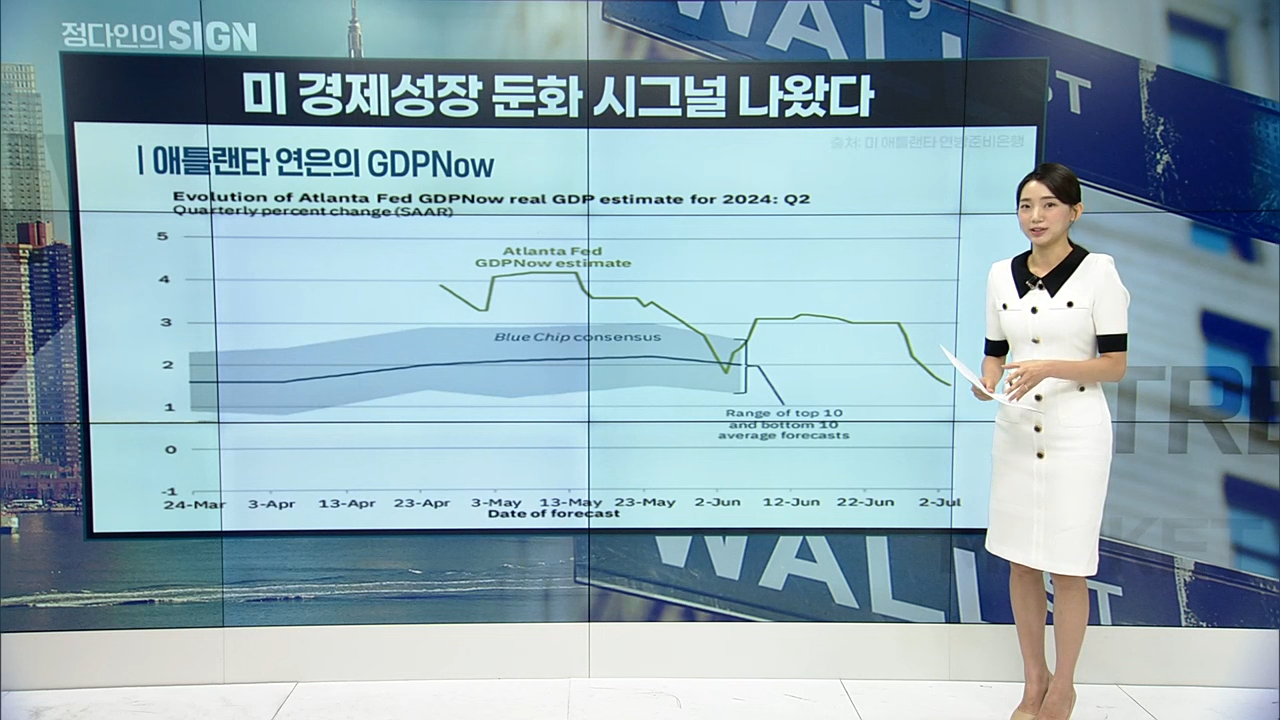 정다인의 SIGN
WALL
ST
미 경제성장 둔화 시그널 나왔다
출처: 미 애틀랜타 연방준비은행
| 애틀랜타 연은의 GDPNow
Evolution of Atlanta Fed GDPNow real GDP estimate for 2024: Q2
Quarterly percent change (SAAR)
5
4
3
2
1
0
-1
Atlanta Fed
GDPNow estimate
Blue Chip consensus
Range of top 10
and bottom 10
average forecasts
24-Mar 3-Apr 13-Apr 23-Apr 3-May 13-May 23-May 2-Jun 12-Jun 22-Jun 2-Jul
Date of forecast
WALL
ST